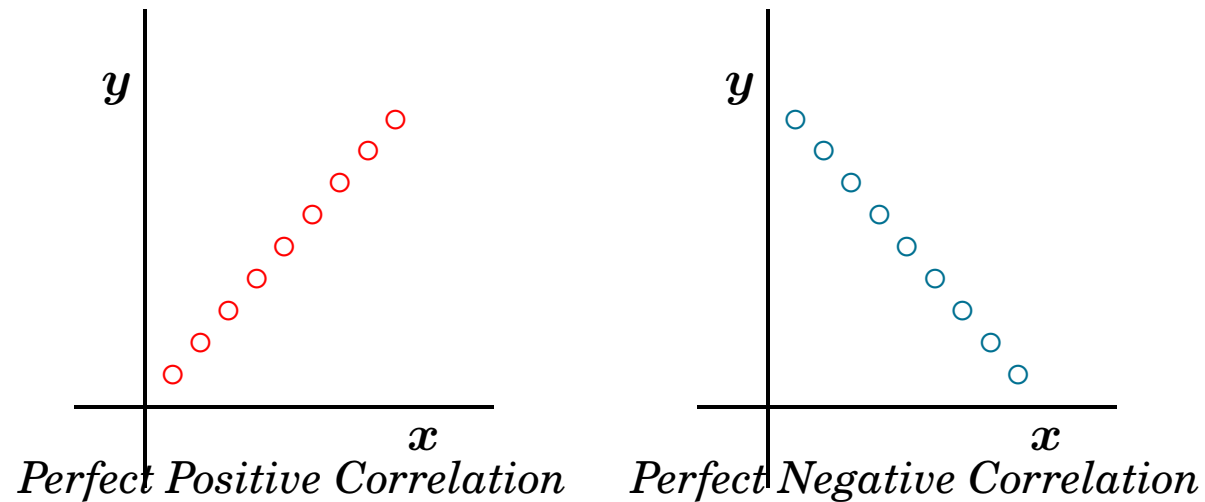 y
x
Perfect Positive Correlation
y
x
Perfect Negative Correlation